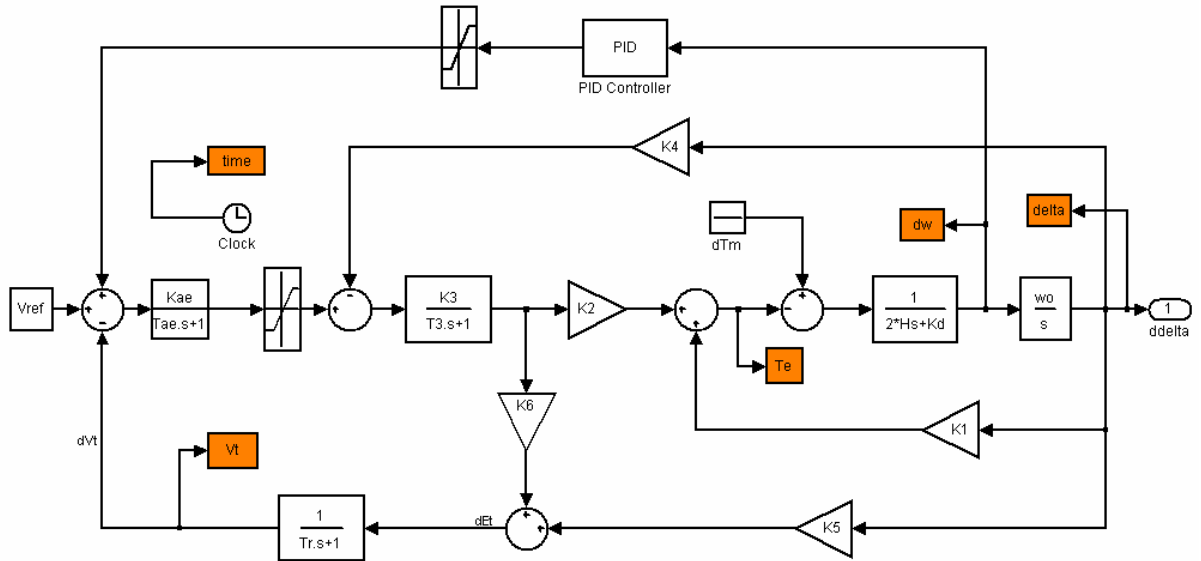 PID
PID Controller
K4
time
Clock
dTm
dw
delta
Vref
Kae
Tae.s+1
K3
T3.s+1
K2
1
2*Hs+Kd
wo
s
1
ddelta
Te
K6
K1
dVt
Vt
1
Tr.s+1
dEt
K5